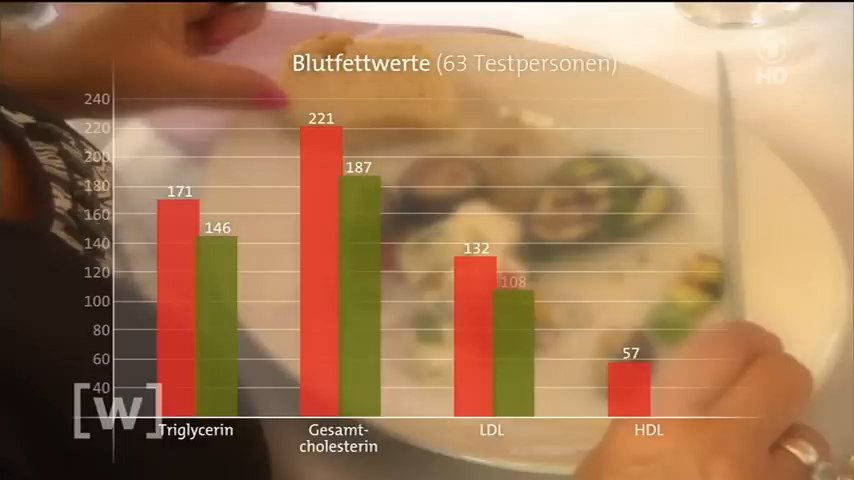 Blutfettwerte (63 Testpersonen)
HD
240
220
200
180
160
140
120
100
80
60
40
171
146
221
187
132
108
57
[w]
Triglycerin
Gesamt-
cholesterin
LDL
HDL